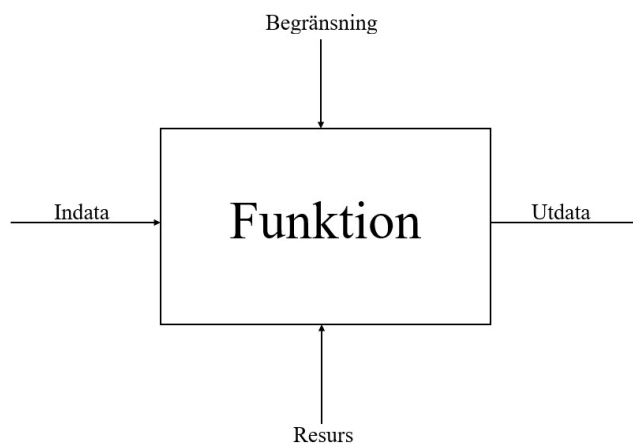 Begränsning
Indata
Funktion
Utdata
Resurs